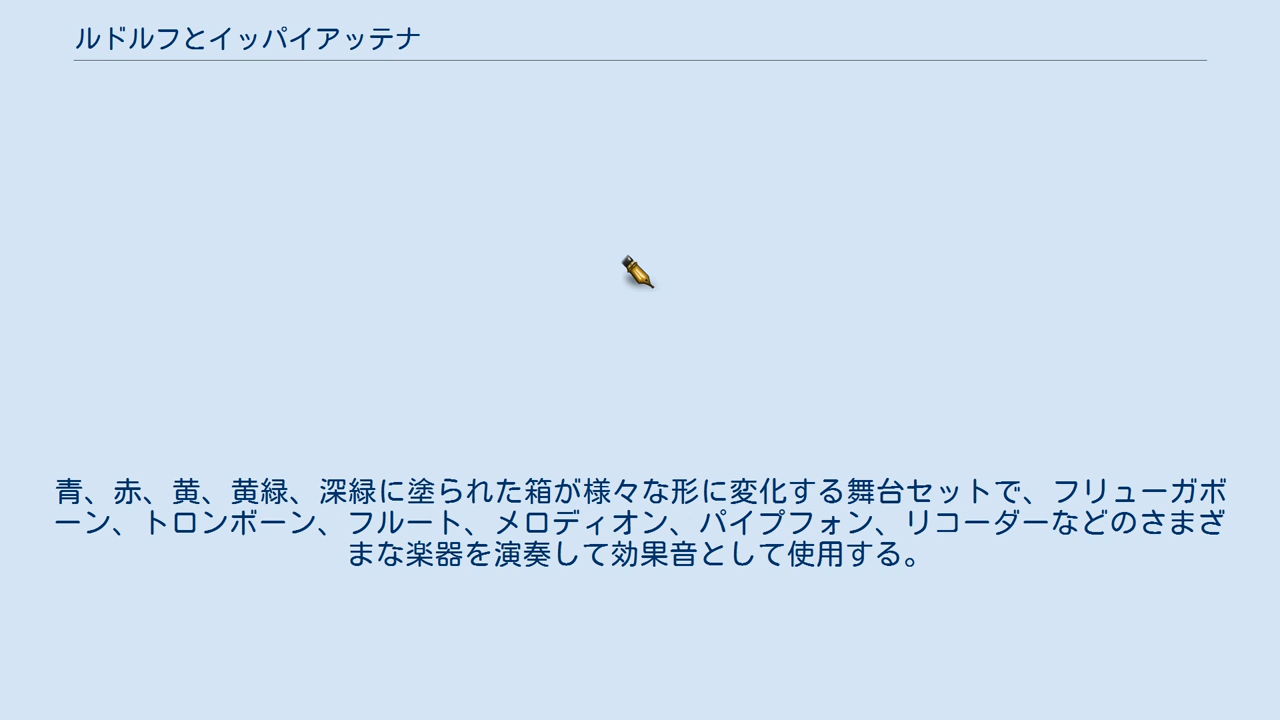 ルドルフとイッパイアッテナ
青、赤、黄、黄緑、深緑に塗られた箱が様々な形に変化する舞台セットで、フリューガボ
ーン、トロンボーン、フルート、メロディオン、パイプフォン、リコーダーなどのさまざ
まな楽器を演奏して効果音として使用する。